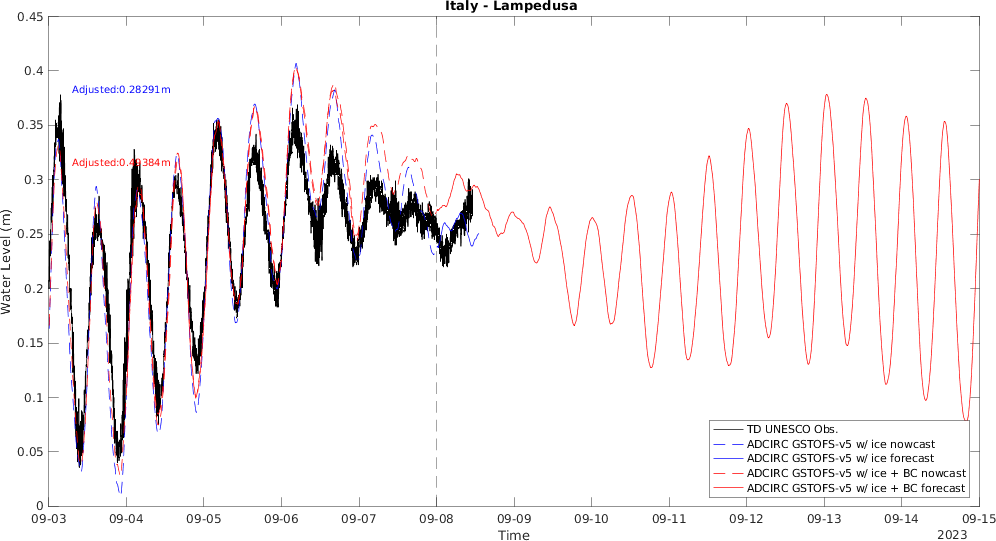 Italy - Lampedusa
0.45
0.4
0.35
0.3
0.25
0.2
0.15
0.1
0.05
0
Water Level (m)
Adjusted:0.28291m
Adjusted:0.49384m
TD UNESCO Obs.
ADCIRC GSTOFS-v5 w/ ice nowcast
ADCIRC GSTOFS-v5 w/ ice forecast
ADCIRC GSTOFS-v5 w/ ice + BC nowcast
ADCIRC GSTOFS-v5 w/ ice + BC forecast
09-03 09-04 09-05 09-06 09-07 09-08 09-09 09-10 09-11 09-12 09-13 09-14 09-15
Time
2023